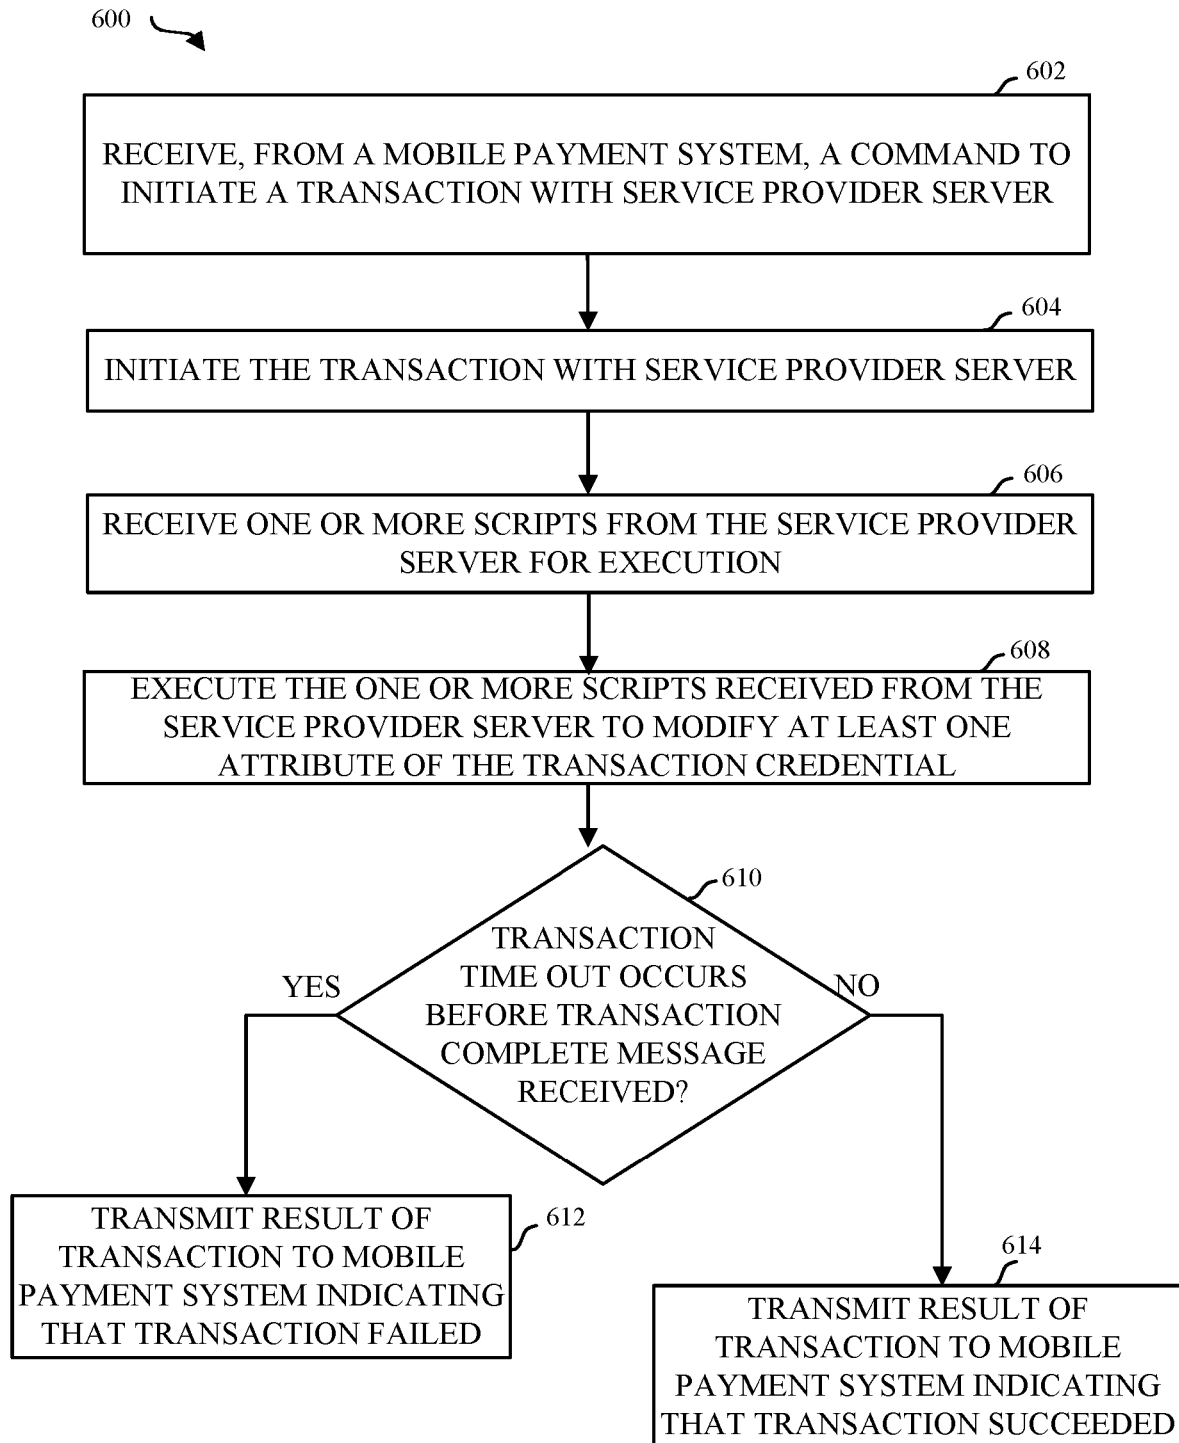 600
602
RECEIVE, FROM A MOBILE PAYMENT SYSTEM, A COMMAND TO
INITIATE A TRANSACTION WITH SERVICE PROVIDER SERVER
604
INITIATE THE TRANSACTION WITH SERVICE PROVIDER SERVER
606
RECEIVE ONE OR MORE SCRIPTS FROM THE SERVICE PROVIDER
SERVER FOR EXECUTION
608
EXECUTE THE ONE OR MORE SCRIPTS RECEIVED FROM THE
SERVICE PROVIDER SERVER TO MODIFY AT LEAST ONE
ATTRIBUTE OF THE TRANSACTION CREDENTIAL
610
TRANSACTION
TIME OUT OCCURS
BEFORE TRANSACTION
COMPLETE MESSAGE
RECEIVED?
YES
NO
612
TRANSMIT RESULT OF
TRANSACTION TO MOBILE
PAYMENT SYSTEM INDICATING
THAT TRANSACTION FAILED
614
TRANSMIT RESULT OF
TRANSACTION TO MOBILE
PAYMENT SYSTEM INDICATING
THAT TRANSACTION SUCCEEDED